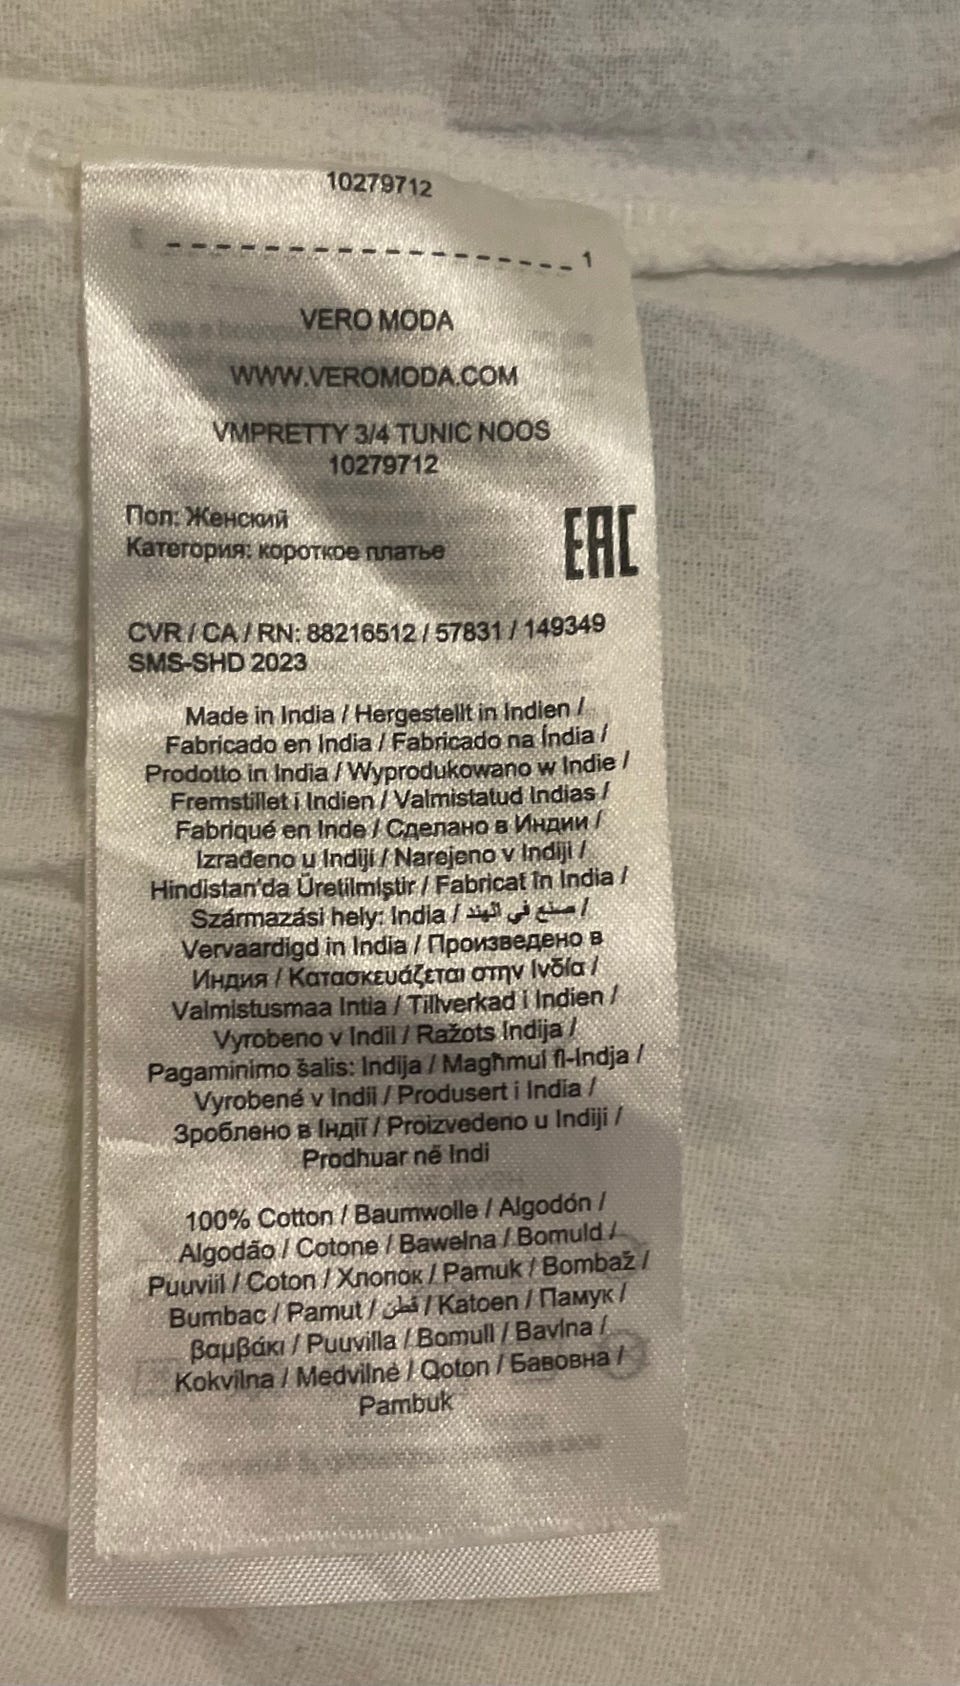 10279712
1
VERO MODA
WWW.VEROMODA.COM
VMPRETTY 3/4 TUNIC NOOS
10279712
Пол: Женский
Категория: короткое платье
EAC
CVR / CA / RN: 88216512 / 57831 / 149349
SMS-SHD 2023
Made in India / Hergestellt in Indien /
Fabricado en India / Fabricado na Índia /
Prodotto in India / Wyprodukowano w Indie /
Fremstillet i Indien / Valmistatud Indias /
Fabriqué en Inde / Сделано в Индии /
Izrađeno u Indiji / Narejeno v Indiji /
Hindistan'da Üretilmiştir / Fabricat în India /
Származási hely: India / صنع في الهند /
Vervaardigd in India / Произведено в
Индия / Κατασκευάζεται στην Ινδία /
Valmistusmaa Intia / Tillverkad i Indien /
Vyrobeno v Indii / Ražots Indija /
Pagaminimo šalis: Indija / Magħmul fl-Indja /
Vyrobené v Indii / Produsert i India /
Зроблено в Індії / Proizvedeno u Indiji /
Prodhuar në Indi
100% Cotton / Baumwolle / Algodón /
Algodão / Cotone / Bawełna / Bomuld /
Puuviil / Coton / Хлопок / Pamuk / Bombaž /
Bumbac / Pamut / قطن / Katoen / Памук /
βαμβάκι / Puuvilla / Bomull / Bavlna /
Kokvilna / Medvilnė / Qoton / Бавовна /
Pambuk